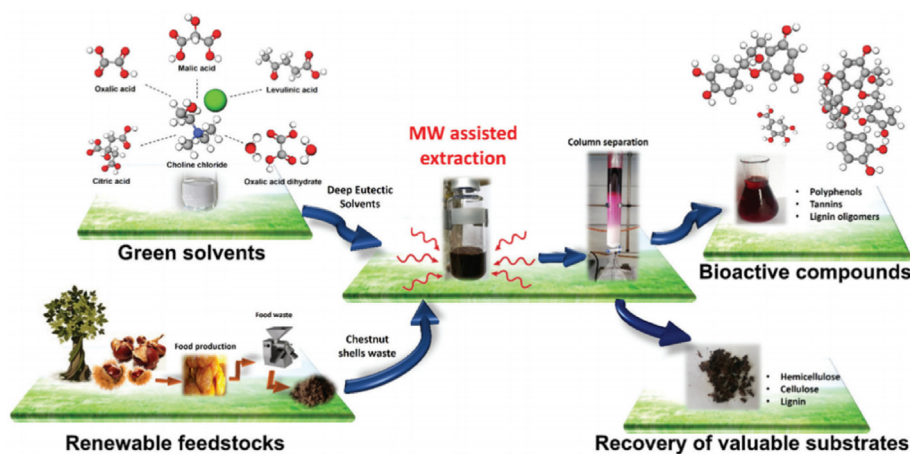 Malic acid
Oxalic acid
Levulinic acid
Citric acid
Choline chloride
Oxalic acid dihydrate
Green solvents
Deep Eutectic
Solvents
MW assisted
extraction
Column separation
• Polyphenols
• Tannins
• Lignin oligomers
Bioactive compounds
Food waste
Food production
Chestnut
shells waste
Renewable feedstocks
• Hemicellulose
• Cellulose
• Lignin
Recovery of valuable substrates